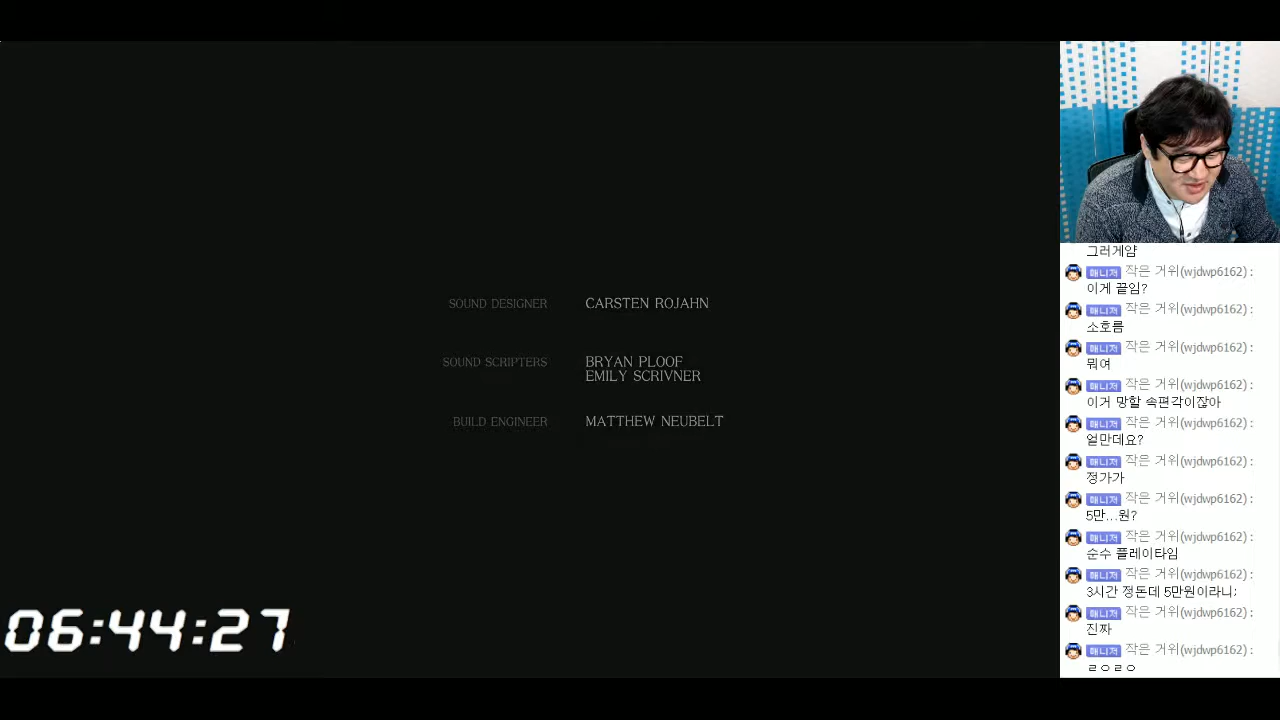 SOUND DESIGNER CARSTEN ROJAHN
SOUND SCRIPTERS BRYAN PLOOF
EMILY SCRIVNER
BUILD ENGINEER MATTHEW NEUBELT
06:44:27
그러게얌
매니저 작은 거위(wjdwp6162) :
이게 끝임?
매니저 작은 거위(wjdwp6162) :
소호름
매니저 작은 거위(wjdwp6162) :
뭐여
매니저 작은 거위(wjdwp6162) :
이거 망할 속편각이잖아
매니저 작은 거위(wjdwp6162) :
얼만데요?
매니저 작은 거위(wjdwp6162) :
정가가
매니저 작은 거위(wjdwp6162) :
5만...원?
매니저 작은 거위(wjdwp6162) :
순수 플레이타임
매니저 작은 거위(wjdwp6162) :
3시간 정돈데 5만원이라니;
매니저 작은 거위(wjdwp6162) :
진짜
매니저 작은 거위(wjdwp6162) :
ㄹㅇㄹㅇ